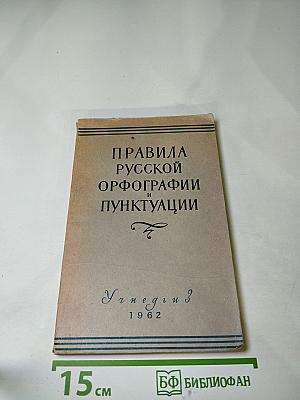 ПРАВИЛА
РУССКОЙ
ОРФОГРАФИИ
и
ПУНКТУАЦИИ
Учпедгиз
1962
15 см
БФ БИБЛИОФАН